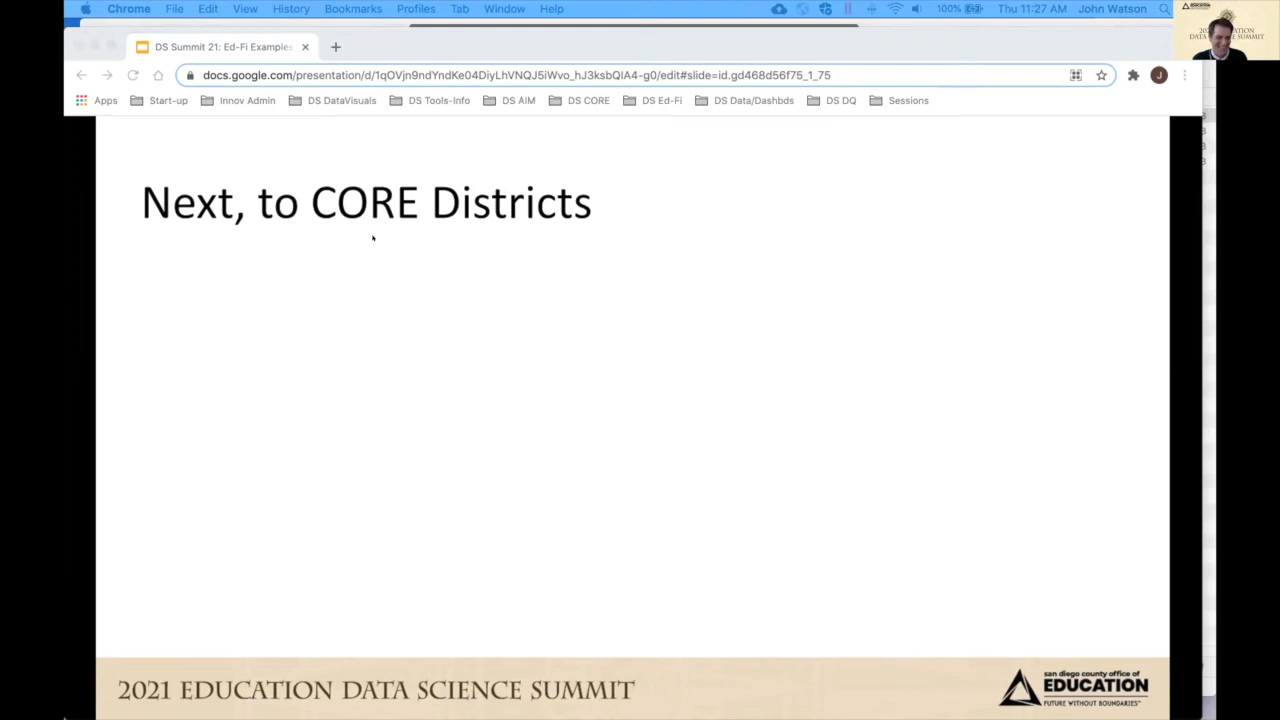 Chrome File Edit View History Bookmarks Profiles Tab Window Help 100% Thu 11:27 AM John Watson
DS Summit 21: Ed-Fi Examples
docs.google.com/presentation/d/1qOVjn9ndYndKe04DiyLhVNQJ5iWvo_hJ3ksbQIA4-g0/edit#slide=id.gd468d56f75_1_75
J
Apps Start-up Innov Admin DS DataVisuals DS Tools-Info DS AIM DS CORE DS Ed-Fi DS Data/Dashbds DS DQ Sessions
Next, to CORE Districts
2021 EDUCATION DATA SCIENCE SUMMIT
san diego county office of
EDUCATION
FUTURE WITHOUT BOUNDARIES™